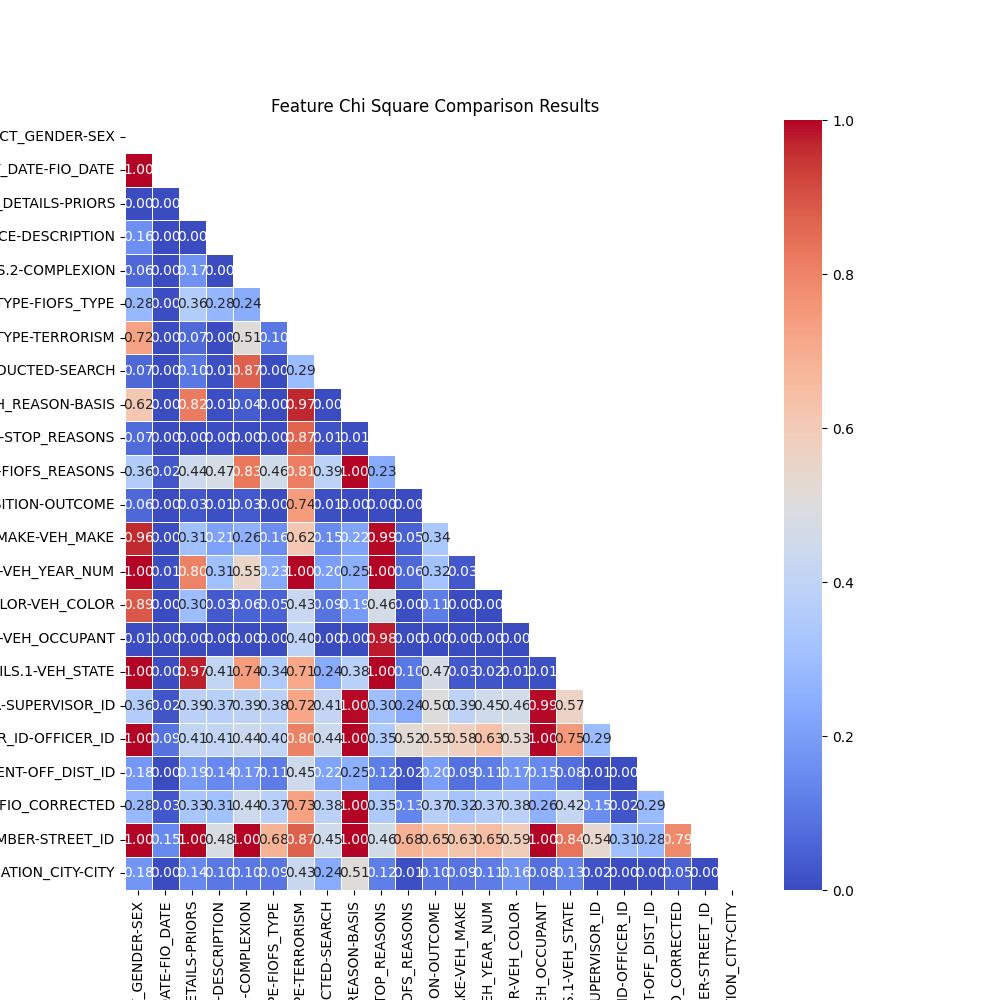 Feature Chi Square Comparison Results
CT_GENDER-SEX
_DATE-FIO_DATE 1.00
_DETAILS-PRIORS 0.00 0.00
CE-DESCRIPTION 0.16 0.00 0.00
S.2-COMPLEXION 0.06 0.00 0.17 0.00
TYPE-FIOFS_TYPE 0.28 0.00 0.36 0.28 0.24
TYPE-TERRORISM 0.72 0.00 0.07 0.00 0.51 0.10
DUCTED-SEARCH 0.07 0.00 0.10 0.01 0.87 0.00 0.29
H_REASON-BASIS 0.62 0.00 0.82 0.01 0.04 0.00 0.97 0.00
-STOP_REASONS 0.07 0.00 0.00 0.00 0.00 0.00 0.87 0.01 0.01
-FIOFS_REASONS 0.36 0.02 0.44 0.47 0.83 0.46 0.81 0.39 1.00 0.23
SITION-OUTCOME 0.06 0.00 0.03 0.01 0.03 0.00 0.74 0.01 0.00 0.00 0.00
MAKE-VEH_MAKE 0.96 0.00 0.31 0.21 0.26 0.16 0.62 0.15 0.22 0.99 0.05 0.34
-VEH_YEAR_NUM 1.00 0.01 0.80 0.31 0.55 0.23 1.00 0.20 0.25 1.00 0.06 0.32 0.03
LOR-VEH_COLOR 0.89 0.00 0.30 0.03 0.06 0.05 0.43 0.09 0.19 0.46 0.00 0.11 0.00 0.00
-VEH_OCCUPANT 0.01 0.00 0.00 0.00 0.00 0.00 0.40 0.00 0.00 0.98 0.00 0.00 0.00 0.00 0.00
ILS.1-VEH_STATE 1.00 0.00 0.97 0.41 0.74 0.34 0.71 0.24 0.38 1.00 0.10 0.47 0.03 0.02 0.01 0.01
-SUPERVISOR_ID 0.36 0.02 0.39 0.37 0.39 0.38 0.72 0.41 1.00 0.30 0.24 0.50 0.39 0.45 0.46 0.99 0.57
R_ID-OFFICER_ID 1.00 0.09 0.41 0.41 0.44 0.40 0.80 0.44 1.00 0.35 0.52 0.55 0.58 0.63 0.53 1.00 0.75 0.29
ENT-OFF_DIST_ID 0.18 0.00 0.19 0.14 0.17 0.11 0.45 0.22 0.25 0.12 0.02 0.20 0.09 0.11 0.17 0.15 0.08 0.01 0.00
FIO_CORRECTED 0.28 0.03 0.33 0.31 0.44 0.37 0.73 0.38 1.00 0.35 0.13 0.37 0.32 0.37 0.38 0.26 0.42 0.15 0.02 0.29
MBER-STREET_ID 1.00 0.15 1.00 0.48 1.00 0.68 0.87 0.45 1.00 0.46 0.68 0.65 0.63 0.65 0.59 1.00 0.84 0.54 0.31 0.28 0.79
ATION_CITY-CITY 0.18 0.00 0.14 0.10 0.10 0.09 0.43 0.24 0.51 0.12 0.01 0.10 0.09 0.11 0.16 0.08 0.13 0.02 0.00 0.00 0.05 0.00
_GENDER-SEX
ATE-FIO_DATE
ETAILS-PRIORS
-DESCRIPTION
-COMPLEXION
PE-FIOFS_TYPE
PE-TERRORISM
CTED-SEARCH
REASON-BASIS
TOP_REASONS
OFS_REASONS
ON-OUTCOME
AKE-VEH_MAKE
EH_YEAR_NUM
R-VEH_COLOR
EH_OCCUPANT
S.1-VEH_STATE
SUPERVISOR_ID
ID-OFFICER_ID
T-OFF_DIST_ID
O_CORRECTED
ER-STREET_ID
ION_CITY-CITY
1.0
0.8
0.6
0.4
0.2
0.0